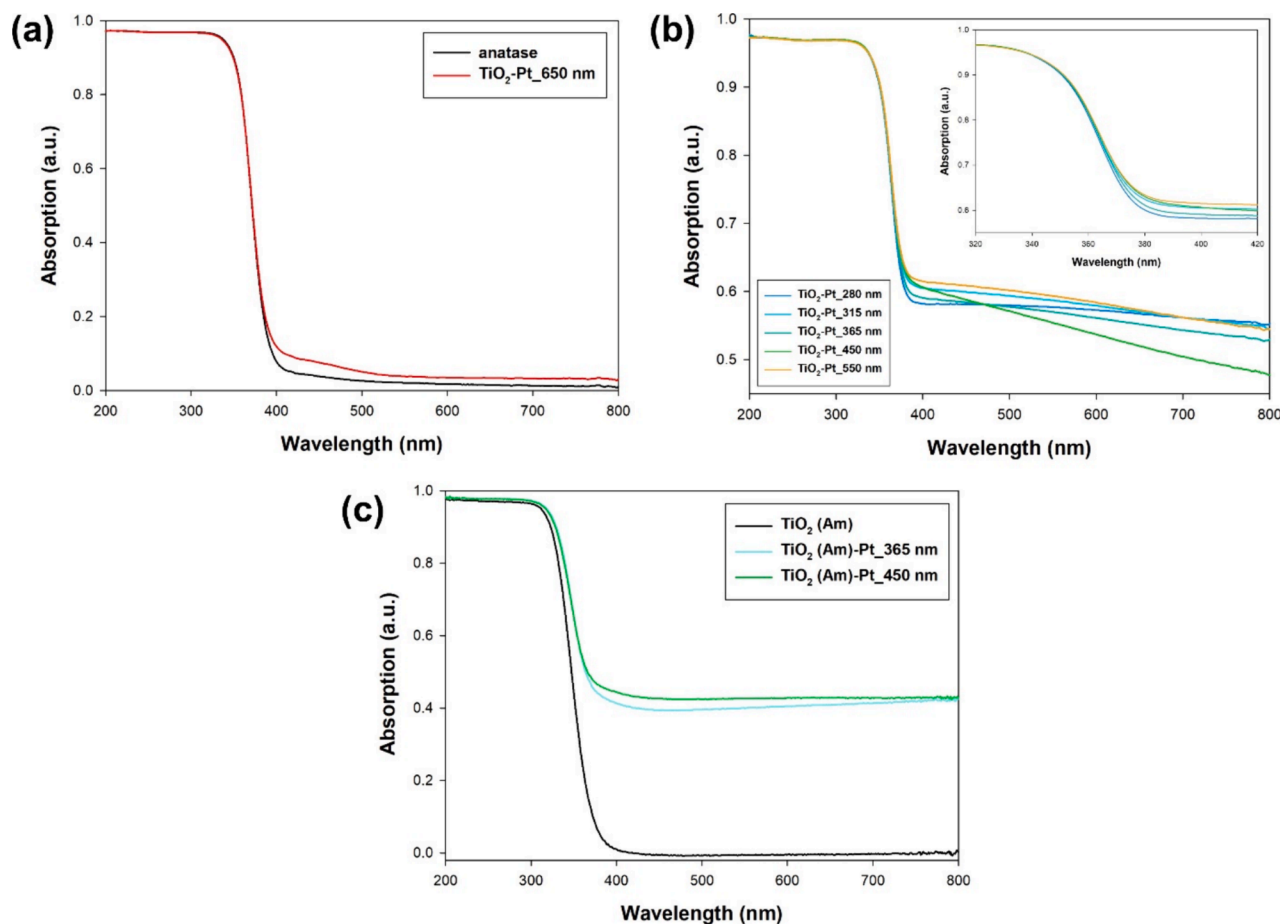 (a)
1.0
0.8
0.6
0.4
0.2
0.0
Absorption (a.u.)
anatase
TiO₂-Pt_650 nm
200 300 400 500 600 700 800
Wavelength (nm)
(b)
1.0
0.9
0.8
0.7
0.6
0.5
Absorption (a.u.)
1.0
0.9
0.8
0.7
0.6
Absorption (a.u.)
320 340 360 380 400 420
Wavelength (nm)
TiO₂-Pt_280 nm
TiO₂-Pt_315 nm
TiO₂-Pt_365 nm
TiO₂-Pt_450 nm
TiO₂-Pt_550 nm
200 300 400 500 600 700 800
Wavelength (nm)
(c)
1.0
0.8
0.6
0.4
0.2
0.0
Absorption (a.u.)
TiO₂ (Am)
TiO₂ (Am)-Pt_365 nm
TiO₂ (Am)-Pt_450 nm
200 300 400 500 600 700 800
Wavelength (nm)